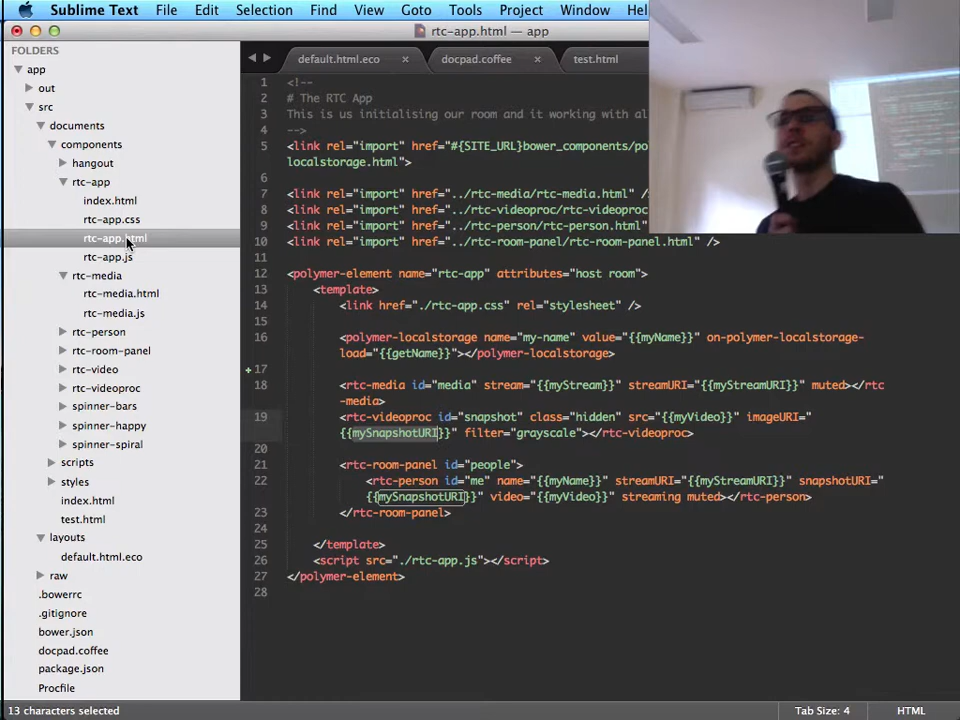 Sublime Text File Edit Selection Find View Goto Tools Project Window Hel
rtc-app.html — app
FOLDERS
app
out
src
documents
components
hangout
rtc-app
index.html
rtc-app.css
rtc-app.html
rtc-app.js
rtc-media
rtc-media.html
rtc-media.js
rtc-person
rtc-room-panel
rtc-video
rtc-videoproc
spinner-bars
spinner-happy
spinner-spiral
scripts
styles
index.html
test.html
layouts
default.html.eco
raw
.bowerrc
.gitignore
bower.json
docpad.coffee
package.json
Procfile
default.html.eco × docpad.coffee × test.html
1 <!--
2 # The RTC App
3 This is us initialising our room and it working with al
4 -->
5 <link rel="import" href="#{SITE_URL}bower_components/po
localstorage.html">
6
7 <link rel="import" href="../rtc-media/rtc-media.html" /
8 <link rel="import" href="../rtc-videoproc/rtc-videoproc
9 <link rel="import" href="../rtc-person/rtc-person.html"
10 <link rel="import" href="../rtc-room-panel/rtc-room-panel.html" />
11
12 <polymer-element name="rtc-app" attributes="host room">
13 <template>
14 <link href="./rtc-app.css" rel="stylesheet" />
15
16 <polymer-localstorage name="my-name" value="{{myName}}" on-polymer-localstorage-
load="{{getName}}"></polymer-localstorage>
17
18 <rtc-media id="media" stream="{{myStream}}" streamURI="{{myStreamURI}}" muted></rtc
-media>
19 <rtc-videoproc id="snapshot" class="hidden" src="{{myVideo}}" imageURI="
{{mySnapshotURI}}" filter="grayscale"></rtc-videoproc>
20
21 <rtc-room-panel id="people">
22 <rtc-person id="me" name="{{myName}}" streamURI="{{myStreamURI}}" snapshotURI="
{{mySnapshotURI}}" video="{{myVideo}}" streaming muted></rtc-person>
23 </rtc-room-panel>
24
25 </template>
26 <script src="./rtc-app.js"></script>
27 </polymer-element>
28
13 characters selected Tab Size: 4 HTML